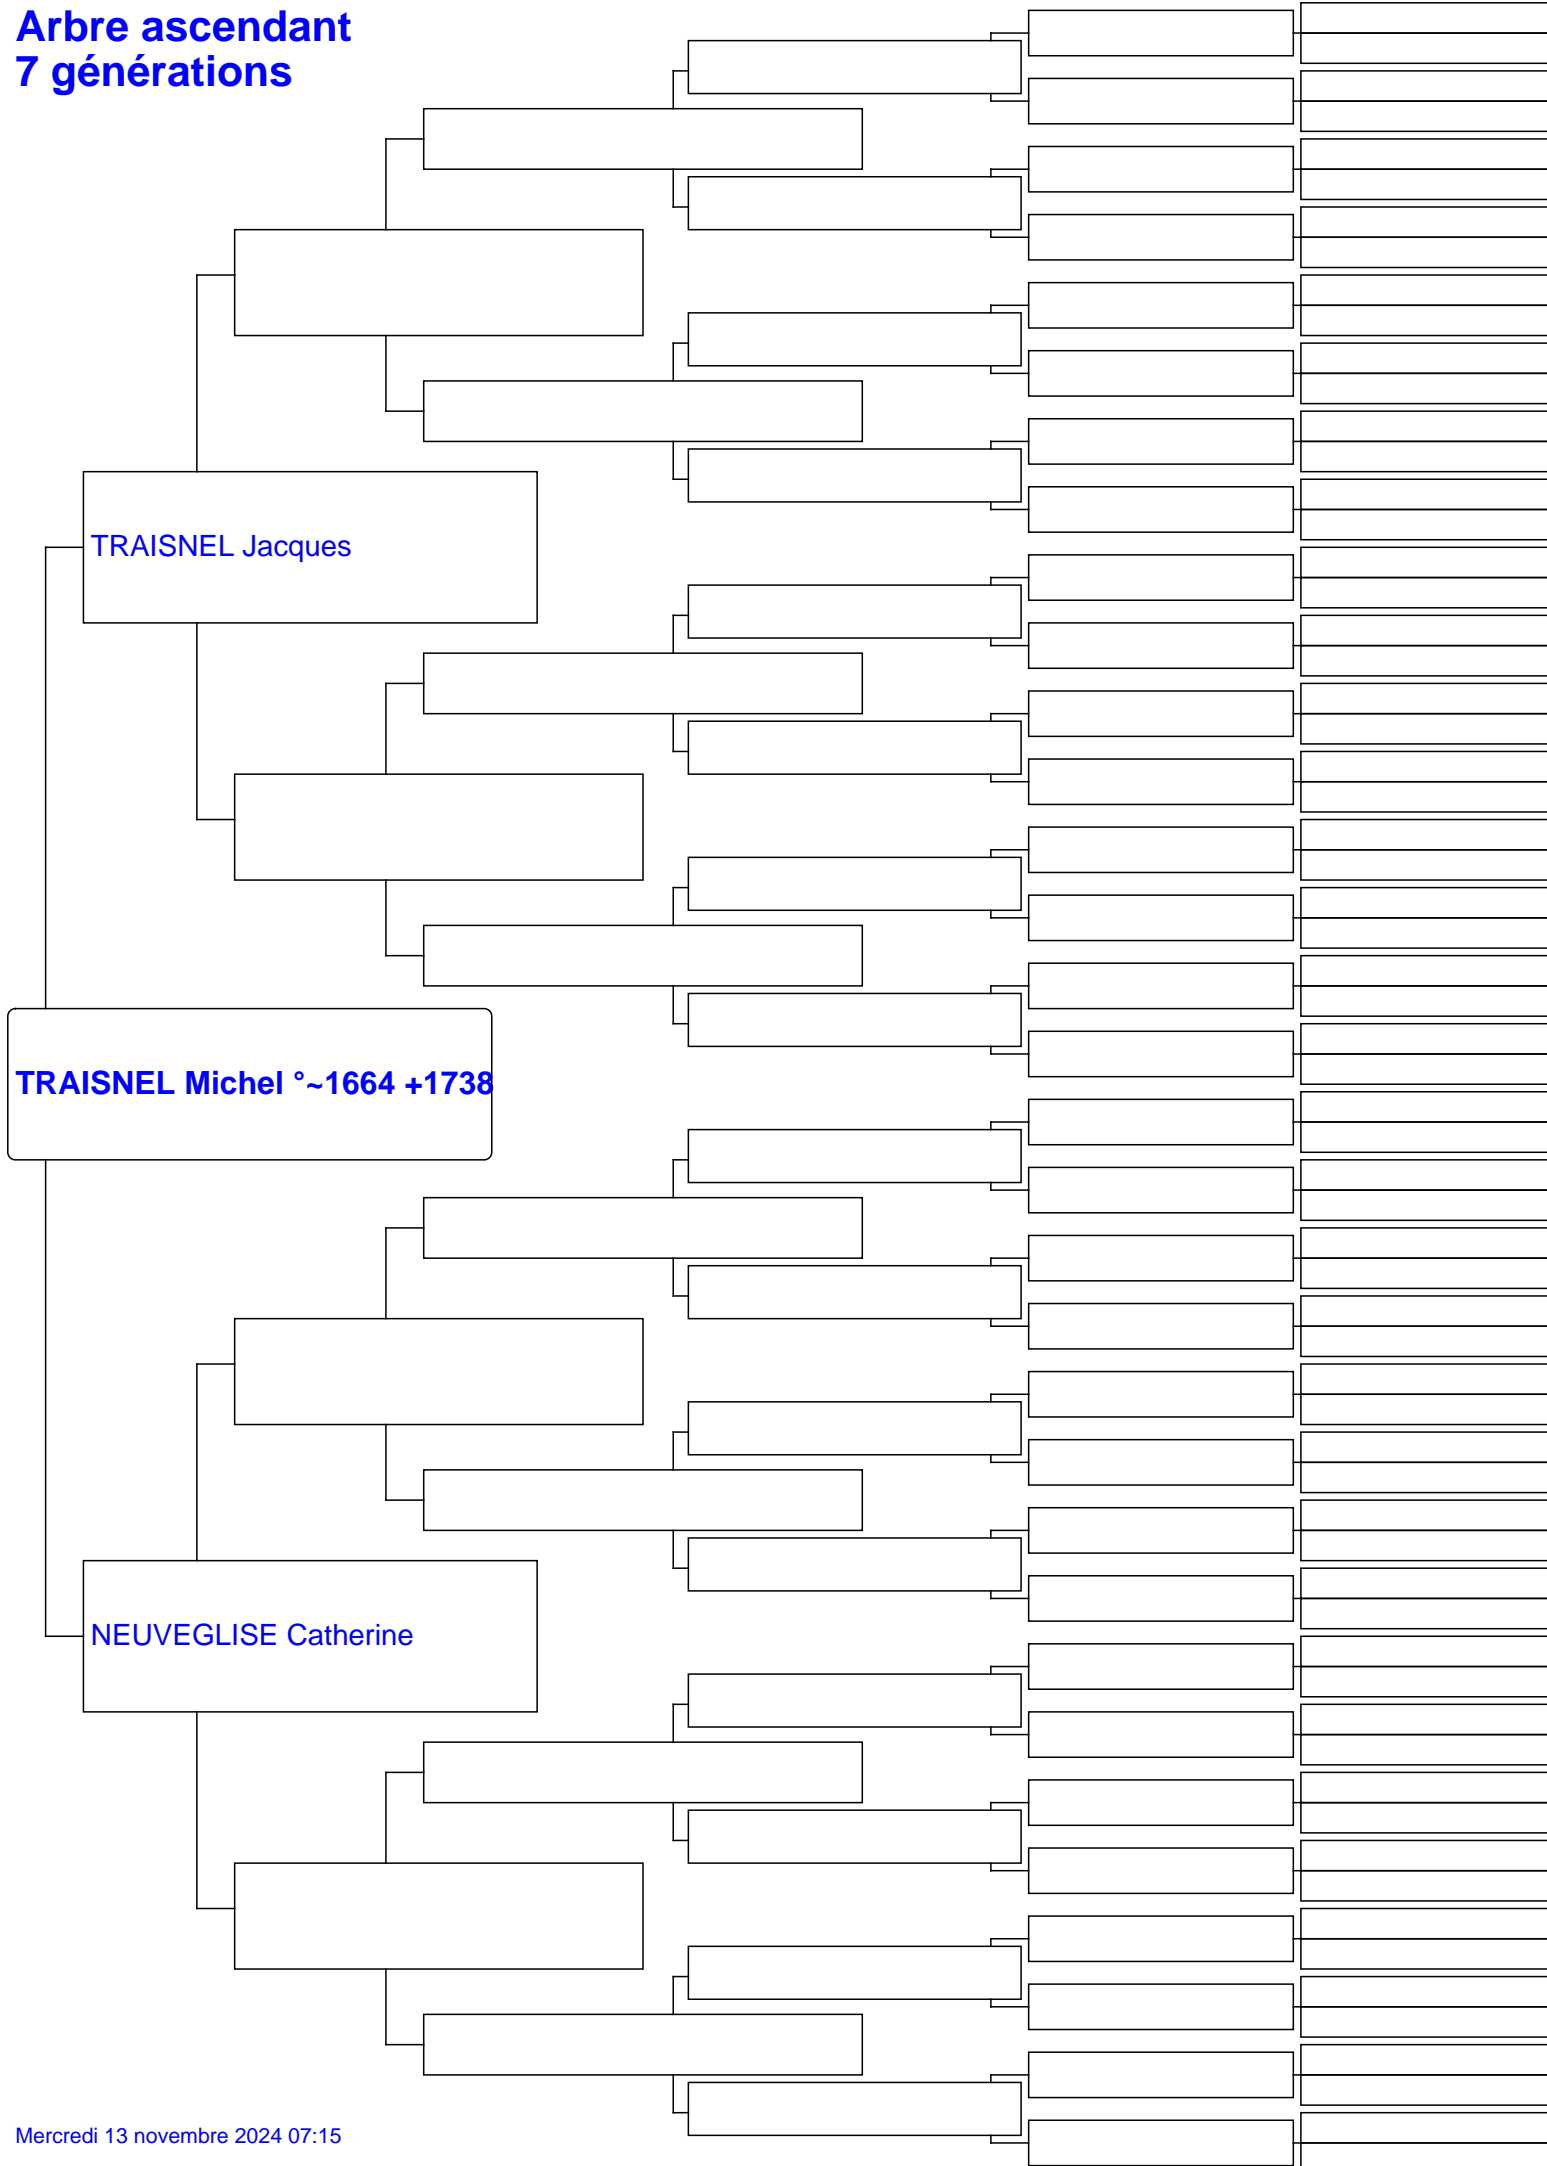 Arbre ascendant
7 générations
TRAISNEL Jacques
TRAISNEL Michel °~1664 +1738
NEUVEGLISE Catherine
Mercredi 13 novembre 2024 07:15